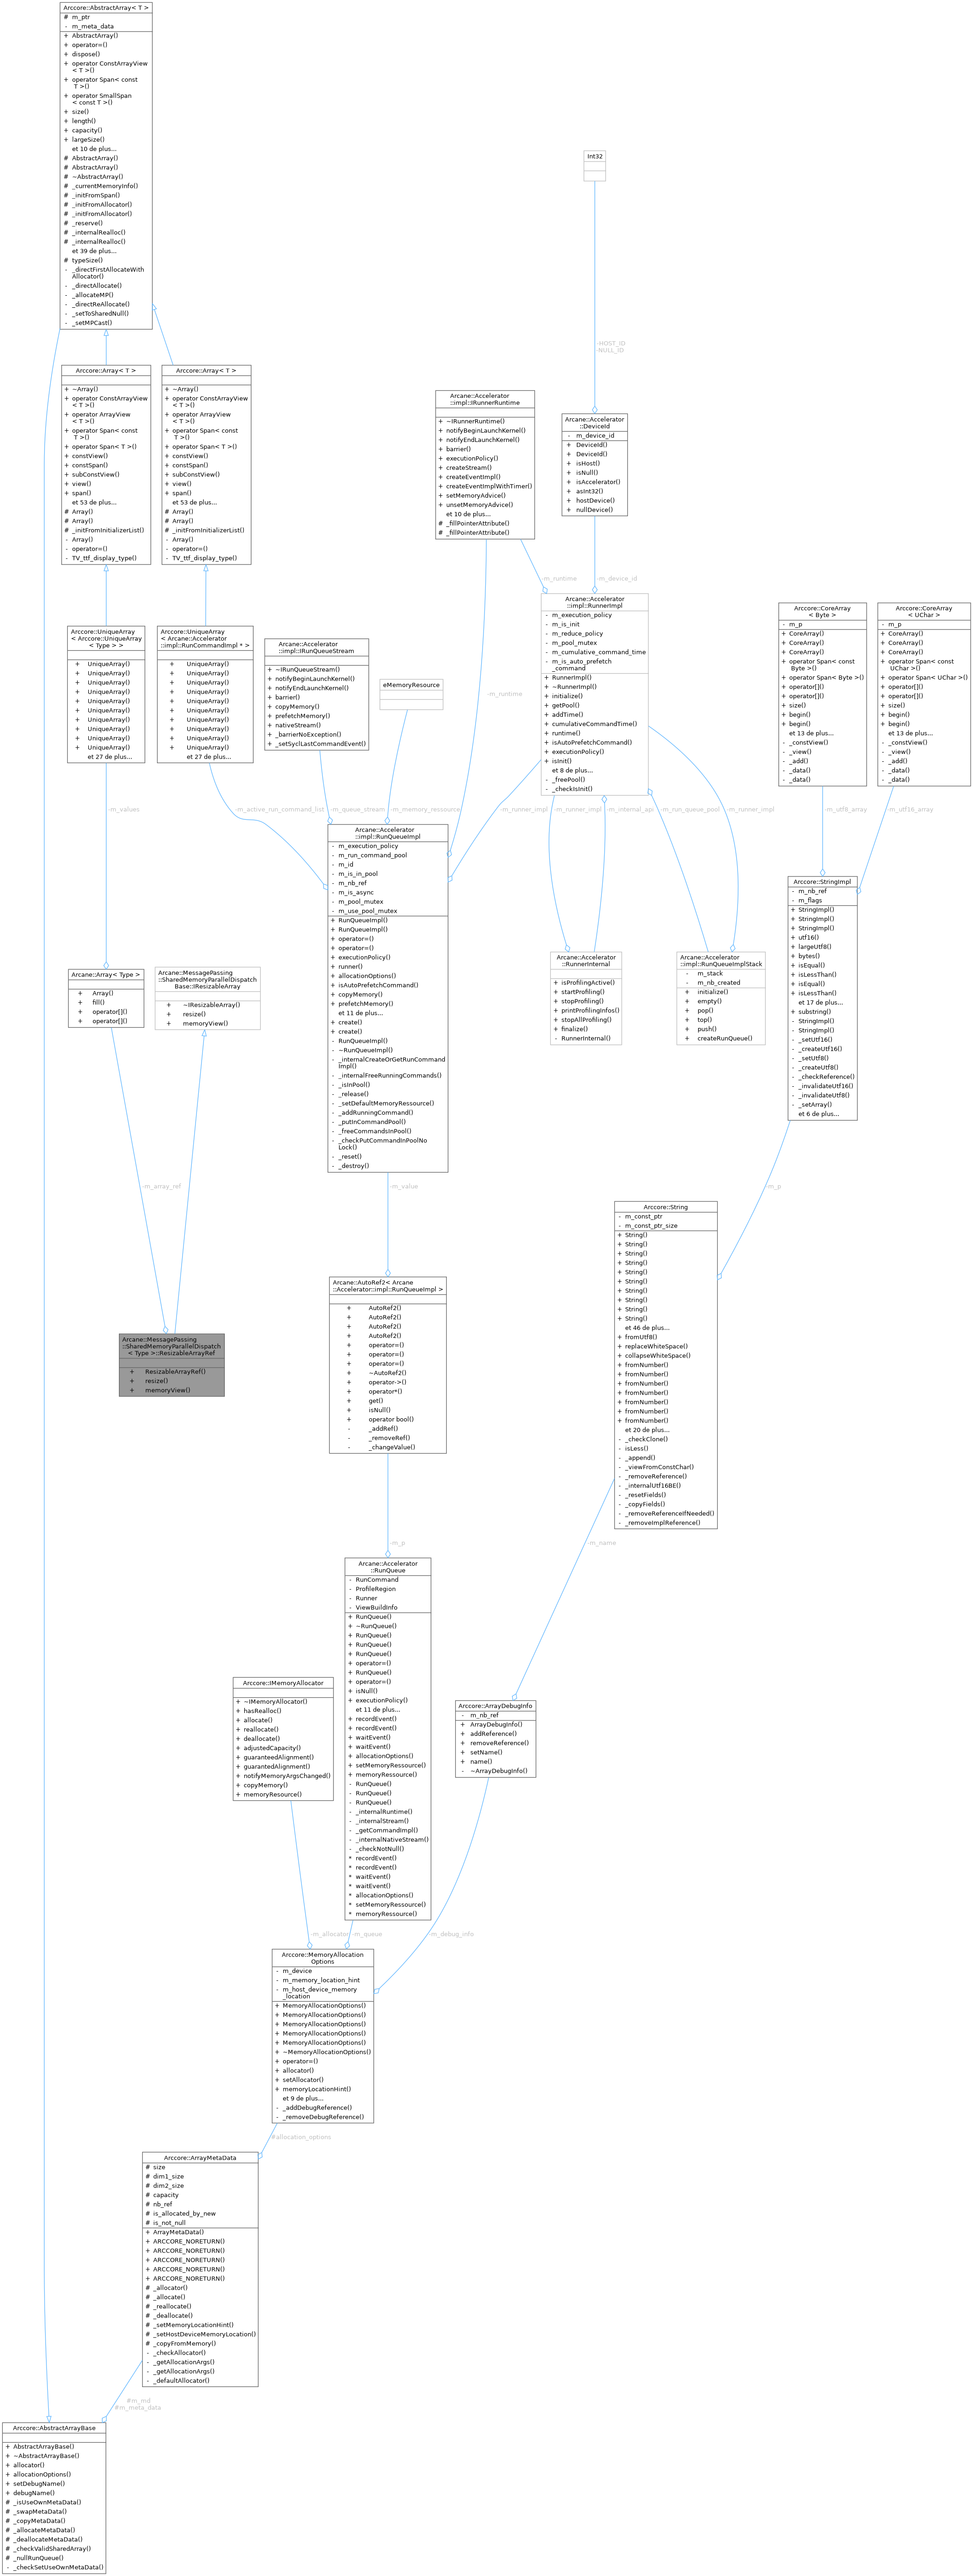 Arccore::AbstractArray< T >
# m_ptr
- m_meta_data
+ AbstractArray()
+ operator=()
+ dispose()
+ operator ConstArrayView
< T >()
+ operator Span< const
T >()
+ operator SmallSpan
< const T >()
+ size()
+ length()
+ capacity()
+ largeSize()
et 10 de plus...
# AbstractArray()
# AbstractArray()
# ~AbstractArray()
# _currentMemoryInfo()
# _initFromSpan()
# _initFromAllocator()
# _initFromAllocator()
# _reserve()
# _internalRealloc()
# _internalRealloc()
et 39 de plus...
# typeSize()
- _directFirstAllocateWith
Allocator()
- _directAllocate()
- _allocateMP()
- _directReAllocate()
- _setToSharedNull()
- _setMPCast()
Int32
-HOST_ID
-NULL_ID
Arccore::Array< T >
+ ~Array()
+ operator ConstArrayView
< T >()
+ operator ArrayView
< T >()
+ operator Span< const
T >()
+ operator Span< T >()
+ constView()
+ constSpan()
+ subConstView()
+ view()
+ span()
et 53 de plus...
# Array()
# Array()
# _initFromInitializerList()
- Array()
- operator=()
- TV_ttf_display_type()
Arccore::Array< T >
+ ~Array()
+ operator ConstArrayView
< T >()
+ operator ArrayView
< T >()
+ operator Span< const
T >()
+ operator Span< T >()
+ constView()
+ constSpan()
+ subConstView()
+ view()
+ span()
et 53 de plus...
# Array()
# Array()
# _initFromInitializerList()
- Array()
- operator=()
- TV_ttf_display_type()
Arcane::Accelerator
::impl::IRunnerRuntime
+ ~IRunnerRuntime()
+ notifyBeginLaunchKernel()
+ notifyEndLaunchKernel()
+ barrier()
+ executionPolicy()
+ createStream()
+ createEventImpl()
+ createEventImplWithTimer()
+ setMemoryAdvice()
+ unsetMemoryAdvice()
et 10 de plus...
# _fillPointerAttribute()
# _fillPointerAttribute()
Arcane::Accelerator
::DeviceId
- m_device_id
+ DeviceId()
+ DeviceId()
+ isHost()
+ isNull()
+ isAccelerator()
+ asInt32()
+ hostDevice()
+ nullDevice()
-m_runtime
-m_device_id
Arccore::UniqueArray
< Arccore::UniqueArray
< Type > >
+ UniqueArray()
+ UniqueArray()
+ UniqueArray()
+ UniqueArray()
+ UniqueArray()
+ UniqueArray()
+ UniqueArray()
+ UniqueArray()
+ UniqueArray()
+ UniqueArray()
et 27 de plus...
Arccore::UniqueArray
< Arcane::Accelerator
::impl::RunCommandImpl * >
+ UniqueArray()
+ UniqueArray()
+ UniqueArray()
+ UniqueArray()
+ UniqueArray()
+ UniqueArray()
+ UniqueArray()
+ UniqueArray()
+ UniqueArray()
+ UniqueArray()
et 27 de plus...
Arcane::Accelerator
::impl::IRunQueueStream
+ ~IRunQueueStream()
+ notifyBeginLaunchKernel()
+ notifyEndLaunchKernel()
+ barrier()
+ copyMemory()
+ prefetchMemory()
+ nativeStream()
+ _barrierNoException()
+ _setSyclLastCommandEvent()
eMemoryResource
-m_runtime
Arcane::Accelerator
::impl::RunnerImpl
- m_execution_policy
- m_is_init
- m_reduce_policy
- m_pool_mutex
- m_cumulative_command_time
- m_is_auto_prefetch
_command
+ RunnerImpl()
+ ~RunnerImpl()
+ initialize()
+ getPool()
+ addTime()
+ cumulativeCommandTime()
+ runtime()
+ isAutoPrefetchCommand()
+ executionPolicy()
+ isInit()
et 8 de plus...
- _freePool()
- _checkIsInit()
Arccore::CoreArray
< Byte >
- m_p
+ CoreArray()
+ CoreArray()
+ CoreArray()
+ operator Span< const
Byte >()
+ operator Span< Byte >()
+ operator[]()
+ operator[]()
+ size()
+ begin()
+ begin()
et 13 de plus...
- _constView()
- _view()
- _add()
- _data()
- _data()
Arccore::CoreArray
< UChar >
- m_p
+ CoreArray()
+ CoreArray()
+ CoreArray()
+ operator Span< const
UChar >()
+ operator Span< UChar >()
+ operator[]()
+ operator[]()
+ size()
+ begin()
+ begin()
et 13 de plus...
- _constView()
- _view()
- _add()
- _data()
- _data()
-m_values
-m_active_run_command_list
-m_queue_stream
-m_memory_ressource
-m_runner_impl
-m_runner_impl
-m_internal_api
-m_run_queue_pool
-m_runner_impl
-m_utf8_array
-m_utf16_array
Arcane::Accelerator
::impl::RunQueueImpl
- m_execution_policy
- m_run_command_pool
- m_id
- m_is_in_pool
- m_nb_ref
- m_is_async
- m_pool_mutex
- m_use_pool_mutex
+ RunQueueImpl()
+ RunQueueImpl()
+ operator=()
+ operator=()
+ executionPolicy()
+ runner()
+ allocationOptions()
+ isAutoPrefetchCommand()
+ copyMemory()
+ prefetchMemory()
et 11 de plus...
+ create()
+ create()
- RunQueueImpl()
- ~RunQueueImpl()
- _internalCreateOrGetRunCommand
Impl()
- _internalFreeRunningCommands()
- _isInPool()
- _release()
- _setDefaultMemoryRessource()
- _addRunningCommand()
- _putInCommandPool()
- _freeCommandsInPool()
- _checkPutCommandInPoolNo
Lock()
- _reset()
- _destroy()
Arccore::StringImpl
- m_nb_ref
- m_flags
+ StringImpl()
+ StringImpl()
+ StringImpl()
+ utf16()
+ largeUtf8()
+ bytes()
+ isEqual()
+ isLessThan()
+ isEqual()
+ isLessThan()
et 17 de plus...
+ substring()
- StringImpl()
- StringImpl()
- _setUtf16()
- _createUtf16()
- _setUtf8()
- _createUtf8()
- _checkReference()
- _invalidateUtf16()
- _invalidateUtf8()
- _setArray()
et 6 de plus...
Arcane::Accelerator
::RunnerInternal
+ isProfilingActive()
+ startProfiling()
+ stopProfiling()
+ printProfilingInfos()
+ stopAllProfiling()
+ finalize()
- RunnerInternal()
Arcane::Accelerator
::impl::RunQueueImplStack
- m_stack
- m_nb_created
+ initialize()
+ empty()
+ pop()
+ top()
+ push()
+ createRunQueue()
Arcane::Array< Type >
+ Array()
+ fill()
+ operator[]()
+ operator[]()
Arcane::MessagePassing
::SharedMemoryParallelDispatch
Base::IResizableArray
+ ~IResizableArray()
+ resize()
+ memoryView()
-m_array_ref
-m_value
-m_p
Arccore::String
- m_const_ptr
- m_const_ptr_size
+ String()
+ String()
+ String()
+ String()
+ String()
+ String()
+ String()
+ String()
+ String()
+ String()
et 46 de plus...
+ fromUtf8()
+ replaceWhiteSpace()
+ collapseWhiteSpace()
+ fromNumber()
+ fromNumber()
+ fromNumber()
+ fromNumber()
+ fromNumber()
+ fromNumber()
+ fromNumber()
et 20 de plus...
- _checkClone()
- isLess()
- _append()
- _viewFromConstChar()
- _removeReference()
- _internalUtf16BE()
- _resetFields()
- _copyFields()
- _removeReferenceIfNeeded()
- _removeImplReference()
Arcane::AutoRef2< Arcane
::Accelerator::impl::RunQueueImpl >
+ AutoRef2()
+ AutoRef2()
+ AutoRef2()
+ AutoRef2()
+ operator=()
+ operator=()
+ operator=()
+ ~AutoRef2()
+ operator->()
+ operator*()
+ get()
+ isNull()
+ operator bool()
- _addRef()
- _removeRef()
- _changeValue()
Arcane::MessagePassing
::SharedMemoryParallelDispatch
< Type >::ResizableArrayRef
+ ResizableArrayRef()
+ resize()
+ memoryView()
-m_p
-m_name
Arcane::Accelerator
::RunQueue
- RunCommand
- ProfileRegion
- Runner
- ViewBuildInfo
+ RunQueue()
+ ~RunQueue()
+ RunQueue()
+ RunQueue()
+ RunQueue()
+ operator=()
+ RunQueue()
+ operator=()
+ isNull()
+ executionPolicy()
et 11 de plus...
+ recordEvent()
+ recordEvent()
+ waitEvent()
+ waitEvent()
+ allocationOptions()
+ setMemoryRessource()
+ memoryRessource()
- RunQueue()
- RunQueue()
- RunQueue()
- _internalRuntime()
- _internalStream()
- _getCommandImpl()
- _internalNativeStream()
- _checkNotNull()
* recordEvent()
* recordEvent()
* waitEvent()
* waitEvent()
* allocationOptions()
* setMemoryRessource()
* memoryRessource()
Arccore::IMemoryAllocator
+ ~IMemoryAllocator()
+ hasRealloc()
+ allocate()
+ reallocate()
+ deallocate()
+ adjustedCapacity()
+ guaranteedAlignment()
+ guarantedAlignment()
+ notifyMemoryArgsChanged()
+ copyMemory()
+ memoryResource()
Arccore::ArrayDebugInfo
- m_nb_ref
+ ArrayDebugInfo()
+ addReference()
+ removeReference()
+ setName()
+ name()
- ~ArrayDebugInfo()
-m_allocator
-m_queue
-m_debug_info
Arccore::MemoryAllocation
Options
- m_device
- m_memory_location_hint
- m_host_device_memory
_location
+ MemoryAllocationOptions()
+ MemoryAllocationOptions()
+ MemoryAllocationOptions()
+ MemoryAllocationOptions()
+ MemoryAllocationOptions()
+ ~MemoryAllocationOptions()
+ operator=()
+ allocator()
+ setAllocator()
+ memoryLocationHint()
et 9 de plus...
- _addDebugReference()
- _removeDebugReference()
#allocation_options
Arccore::ArrayMetaData
# size
# dim1_size
# dim2_size
# capacity
# nb_ref
# is_allocated_by_new
# is_not_null
+ ArrayMetaData()
+ ARCCORE_NORETURN()
+ ARCCORE_NORETURN()
+ ARCCORE_NORETURN()
+ ARCCORE_NORETURN()
+ ARCCORE_NORETURN()
# _allocator()
# _allocate()
# _reallocate()
# _deallocate()
# _setMemoryLocationHint()
# _setHostDeviceMemoryLocation()
# _copyFromMemory()
- _checkAllocator()
- _getAllocationArgs()
- _getAllocationArgs()
- _defaultAllocator()
#m_md
#m_meta_data
Arccore::AbstractArrayBase
+ AbstractArrayBase()
+ ~AbstractArrayBase()
+ allocator()
+ allocationOptions()
+ setDebugName()
+ debugName()
# _isUseOwnMetaData()
# _swapMetaData()
# _copyMetaData()
# _allocateMetaData()
# _deallocateMetaData()
# _checkValidSharedArray()
# _nullRunQueue()
- _checkSetUseOwnMetaData()